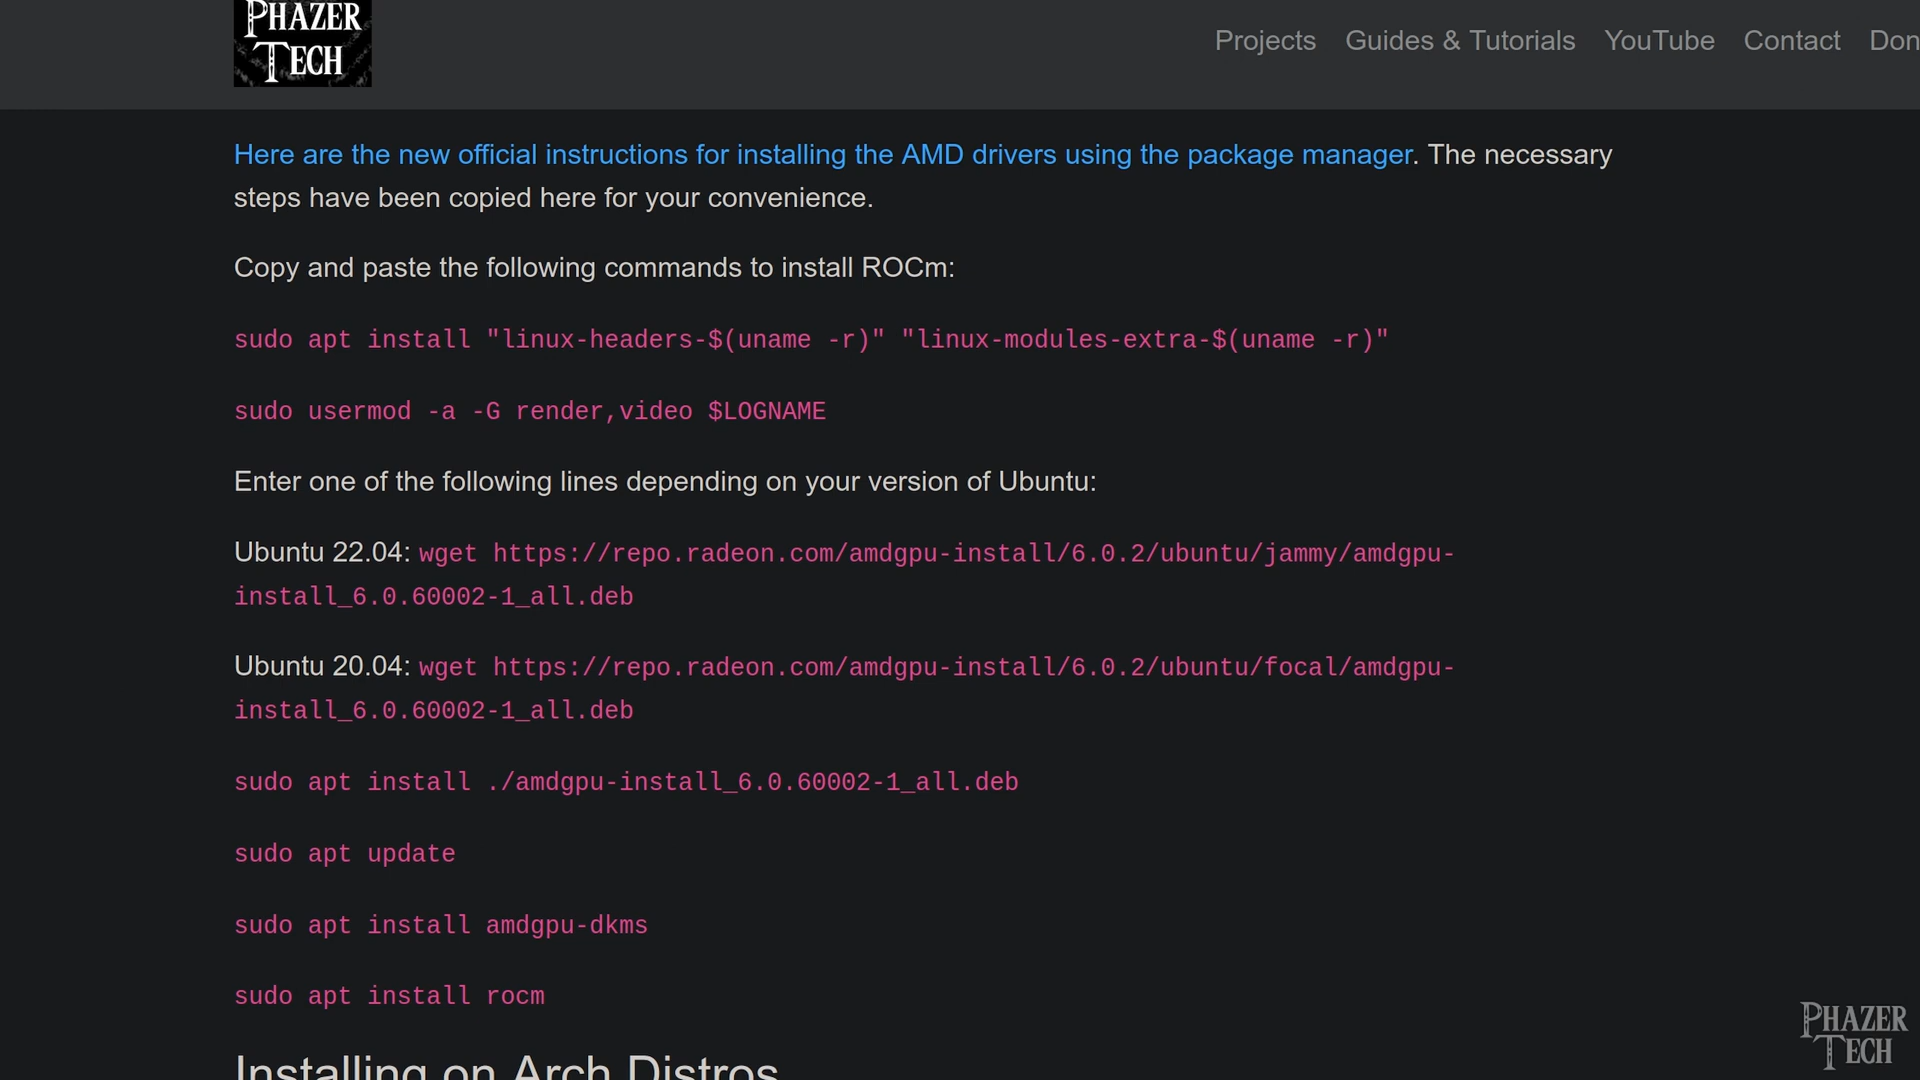 PHAZER
TECH
Projects Guides & Tutorials YouTube Contact Don
Here are the new official instructions for installing the AMD drivers using the package manager. The necessary
steps have been copied here for your convenience.
Copy and paste the following commands to install ROCm:
sudo apt install "linux-headers-$(uname -r)" "linux-modules-extra-$(uname -r)"
sudo usermod -a -G render,video $LOGNAME
Enter one of the following lines depending on your version of Ubuntu:
Ubuntu 22.04: wget https://repo.radeon.com/amdgpu-install/6.0.2/ubuntu/jammy/amdgpu-
install_6.0.60002-1_all.deb
Ubuntu 20.04: wget https://repo.radeon.com/amdgpu-install/6.0.2/ubuntu/focal/amdgpu-
install_6.0.60002-1_all.deb
sudo apt install ./amdgpu-install_6.0.60002-1_all.deb
sudo apt update
sudo apt install amdgpu-dkms
sudo apt install rocm
Installing on Arch Distros
PHAZER
TECH